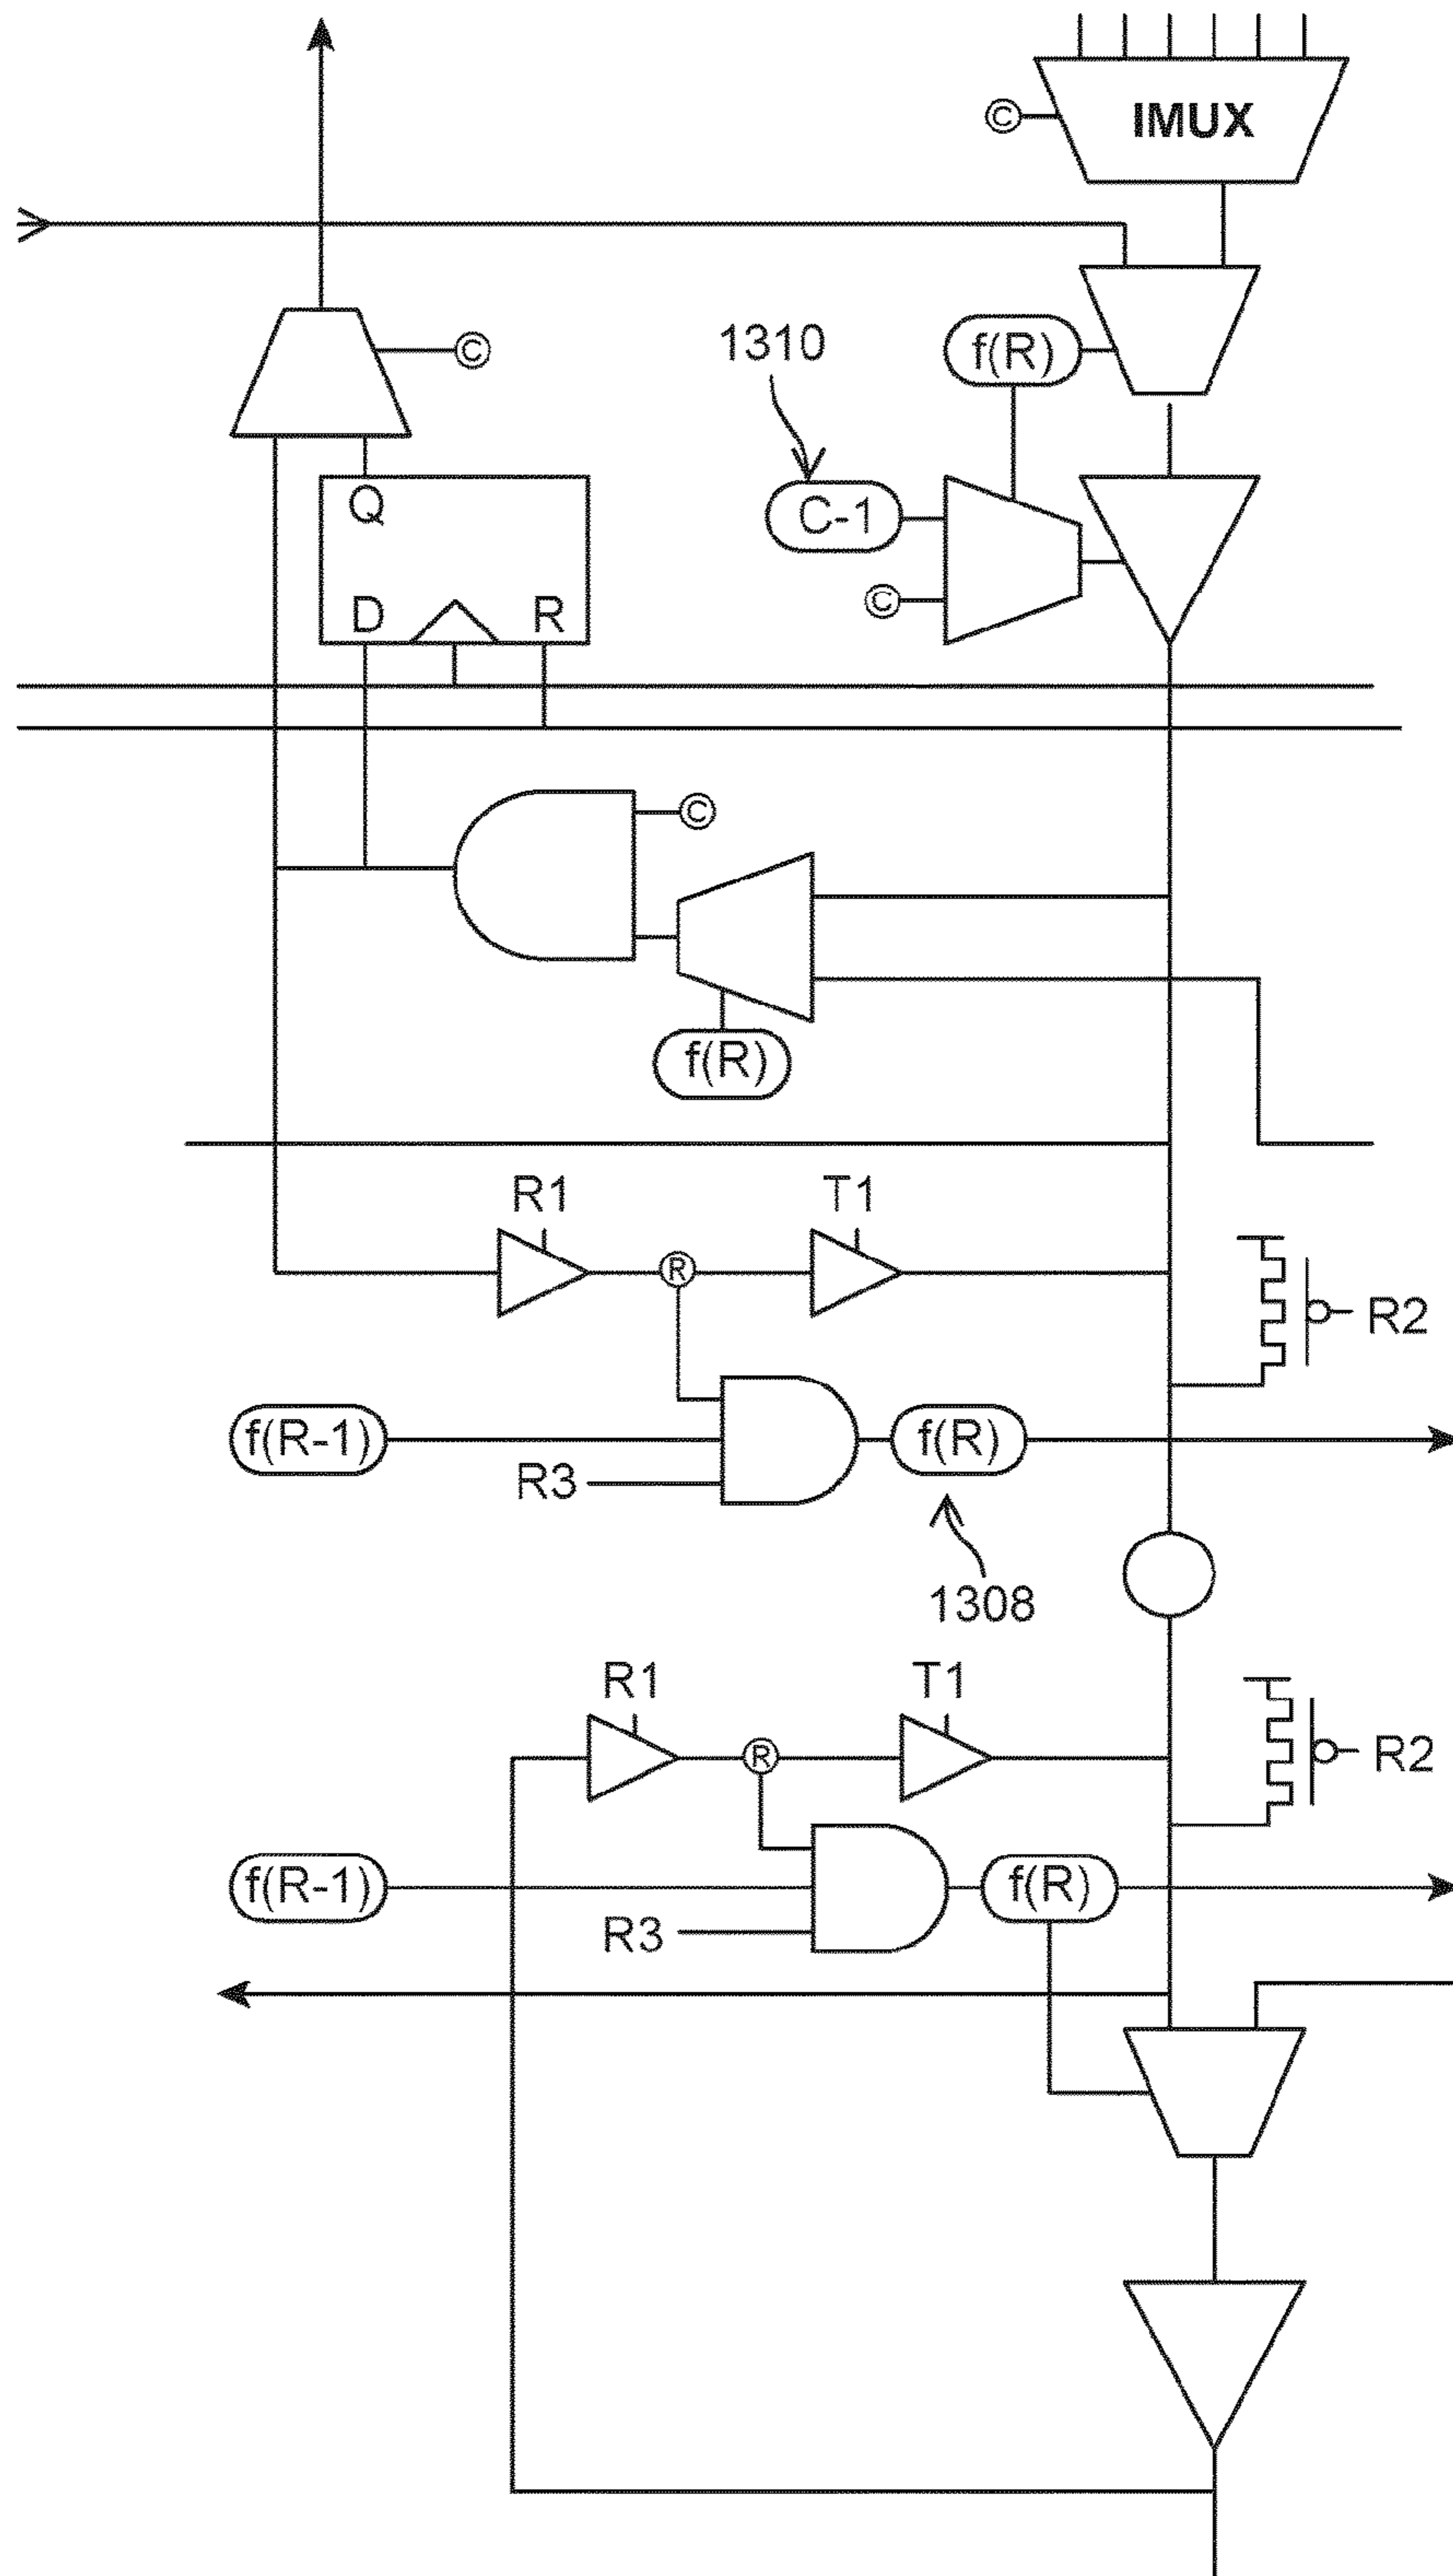 IMUX
©
©
1310
f(R)
C-1
©
Q
D R
©
f(R)
R1 T1
®
R2
f(R-1) f(R)
R3
1308
R1 T1
®
R2
f(R-1) f(R)
R3